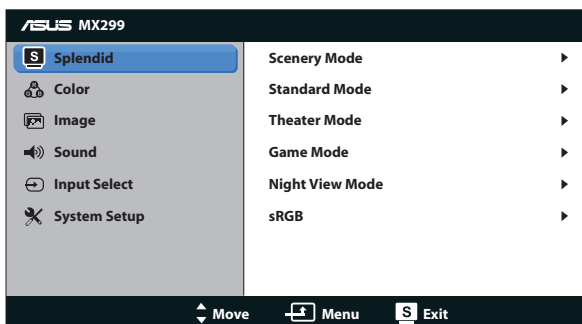 ASUS MX299
S Splendid
Color
Image
Sound
Input Select
System Setup
Scenery Mode
Standard Mode
Theater Mode
Game Mode
Night View Mode
sRGB
Move Menu S Exit